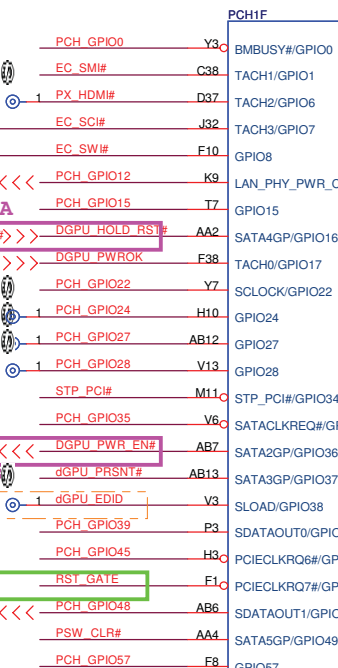 PCH1F
PCH_GPIO0 Y3 BMBUSY#/GPIO0
EC_SMI# C38 TACH1/GPIO1
1 PX_HDMI# D37 TACH2/GPIO6
EC_SCI# J32 TACH3/GPIO7
EC_SWI# F10 GPIO8
PCH_GPIO12 K9 LAN_PHY_PWR_C
A PCH_GPIO15 T7 GPIO15
DGPU_HOLD_RST# AA2 SATA4GP/GPIO16
DGPU_PWROK F38 TACH0/GPIO17
PCH_GPIO22 Y7 SCLOCK/GPIO22
1 PCH_GPIO24 H10 GPIO24
1 PCH_GPIO27 AB12 GPIO27
1 PCH_GPIO28 V13 GPIO28
STP_PCI# M11 STP_PCI#/GPIO34
PCH_GPIO35 V6 SATACLKREQ#/GP
DGPU_PWR_EN# AB7 SATA2GP/GPIO36
dGPU_PRSNT# AB13 SATA3GP/GPIO37
1 dGPU_EDID V3 SLOAD/GPIO38
PCH_GPIO39 P3 SDATAOUT0/GPIO
PCH_GPIO45 H3 PCIECLKRQ6#/GP
RST_GATE F1 PCIECLKRQ7#/GP
PCH_GPIO48 AB6 SDATAOUT1/GPIO
PSW_CLR# AA4 SATA5GP/GPIO49
PCH_GPIO57 F8 GPIO57